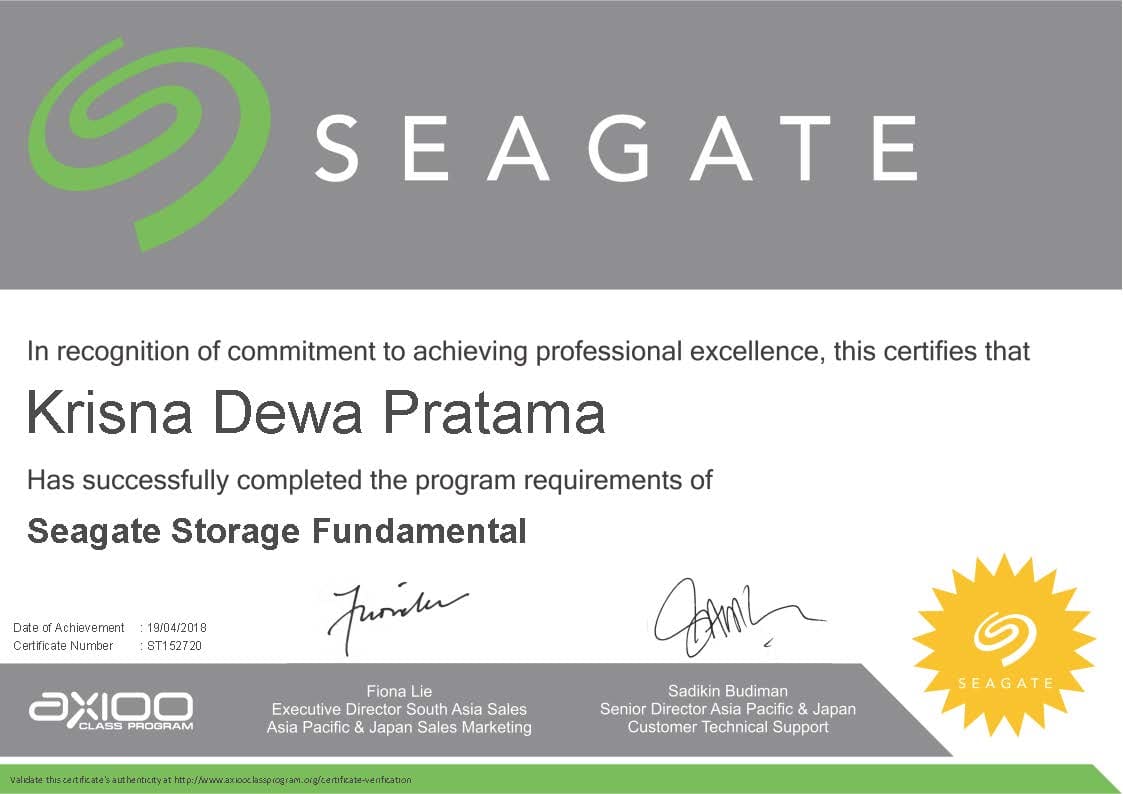 SEAGATE
In recognition of commitment to achieving professional excellence, this certifies that
Krisna Dewa Pratama
Has successfully completed the program requirements of
Seagate Storage Fundamental
Date of Achievement : 19/04/2018
Certificate Number : ST152720
SEAGATE
AXIOO
CLASS PROGRAM
Fiona Lie
Executive Director South Asia Sales
Asia Pacific & Japan Sales Marketing
Sadikin Budiman
Senior Director Asia Pacific & Japan
Customer Technical Support
Validate this certificate's authenticity at http://www.axiooclassprogram.org/certificate-verification